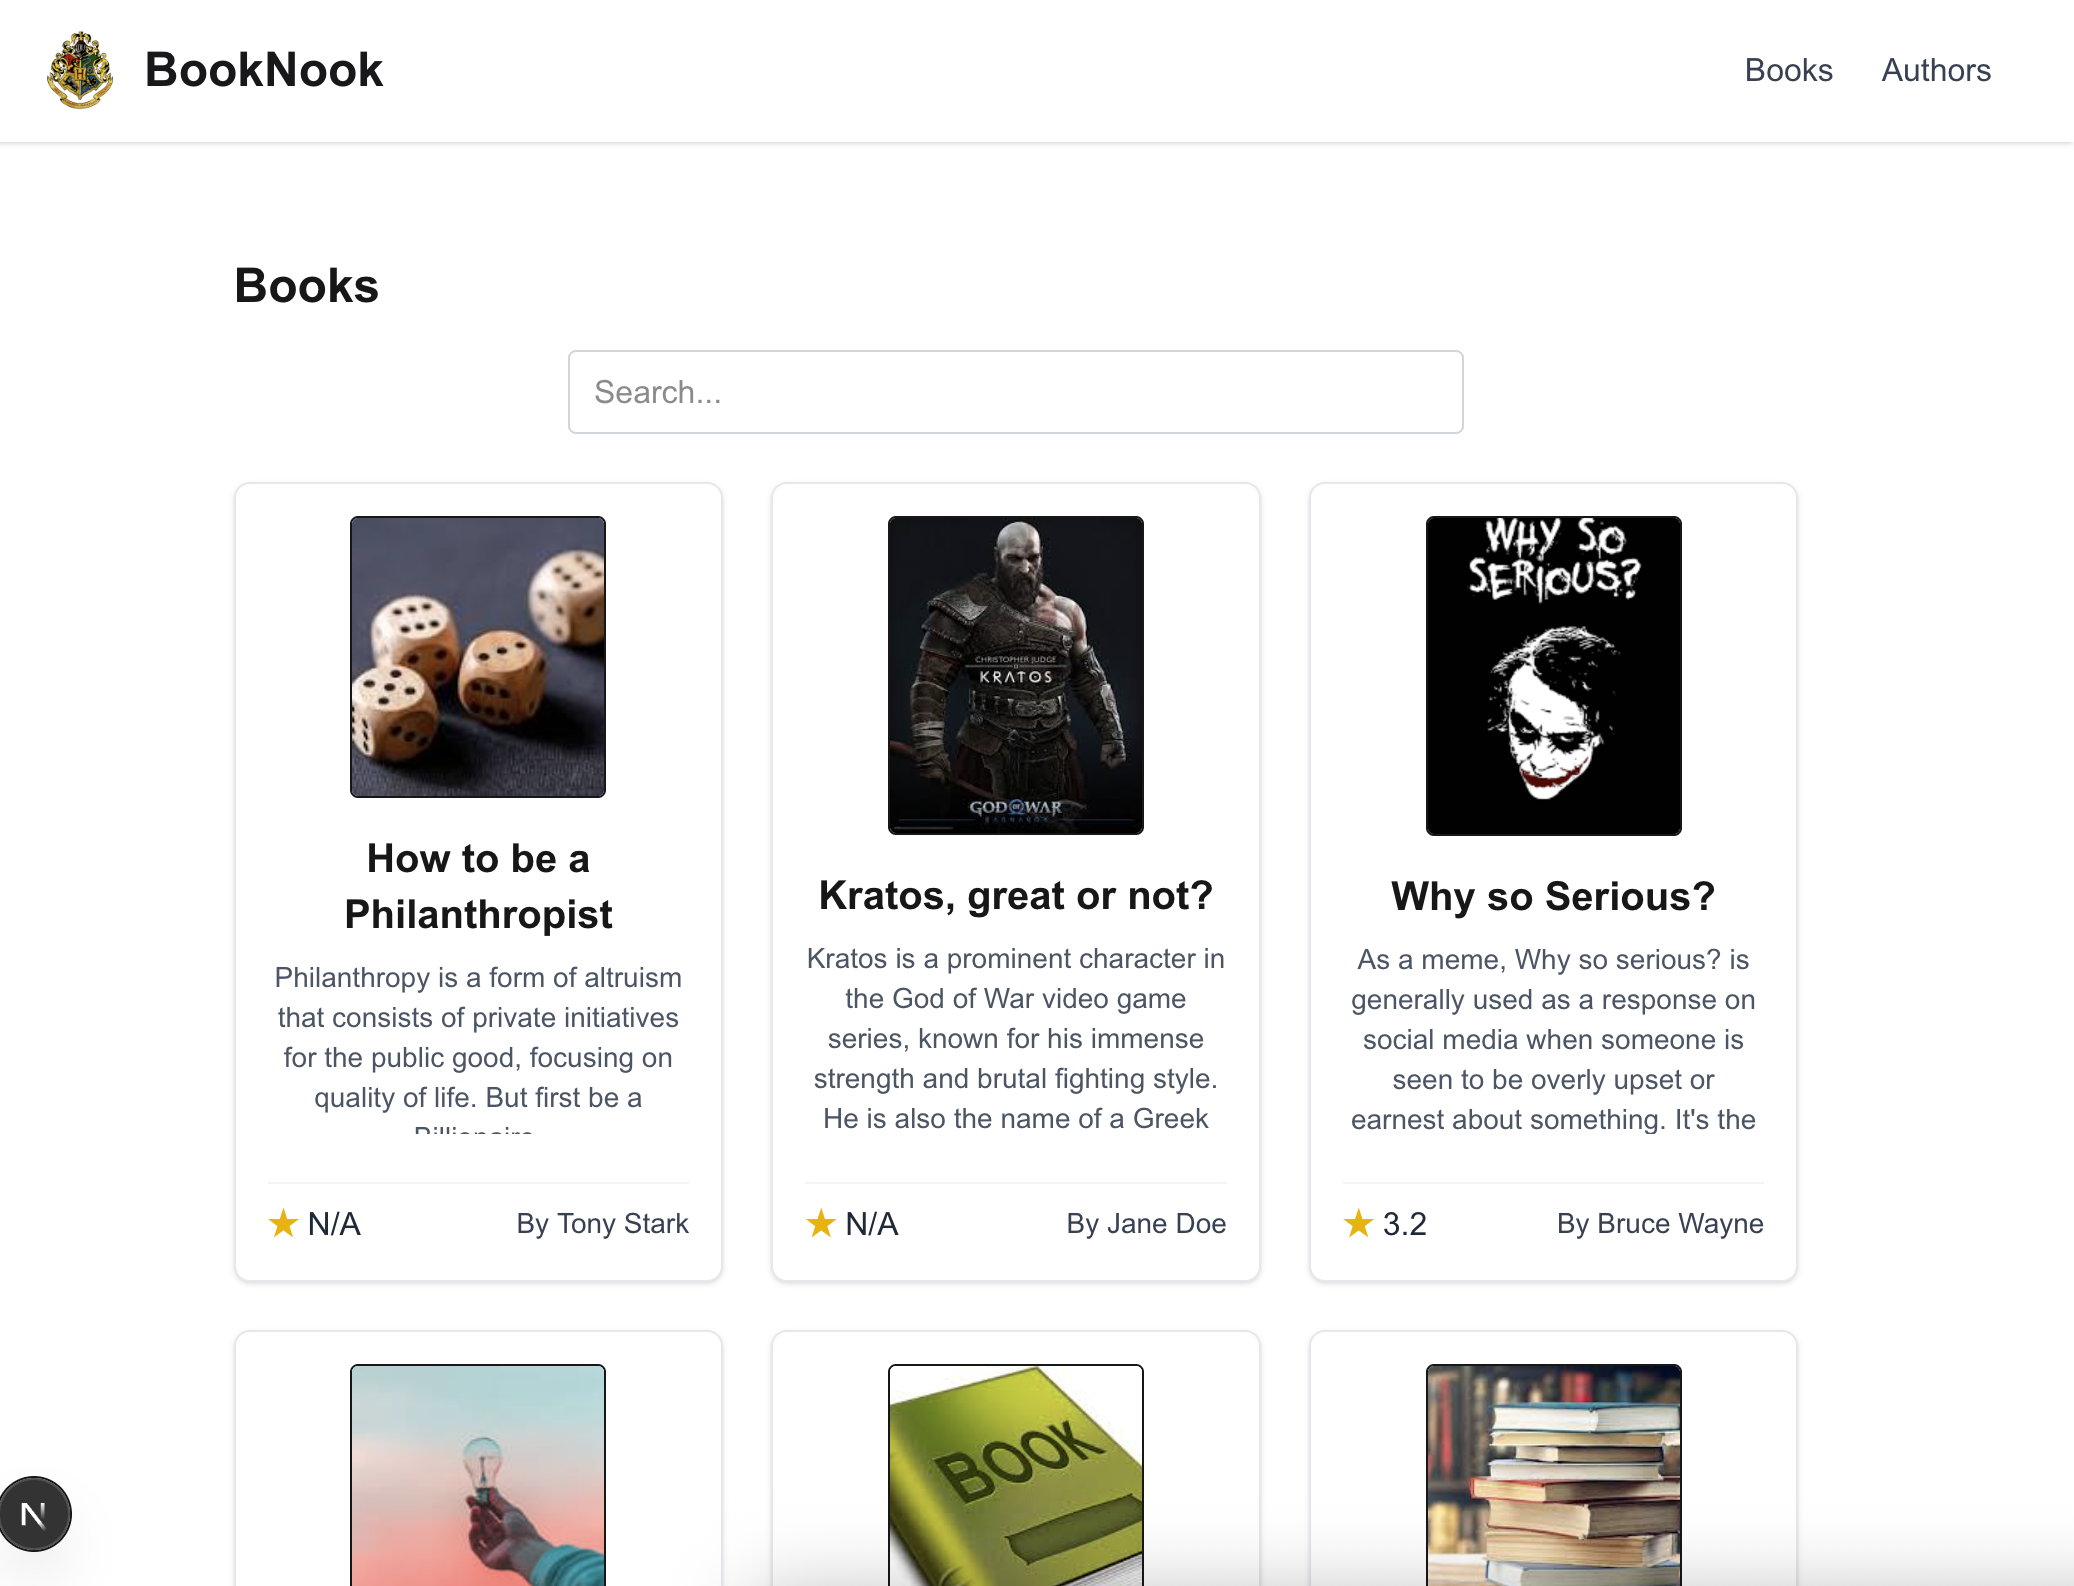 BookNook
Books
Authors
Books
Search...
WHY SO
SERIOUS?
CHRISTOPHER JUDGE
KRATOS
GOD OF WAR
RAGNARÖK
How to be a
Philanthropist
Philanthropy is a form of altruism
that consists of private initiatives
for the public good, focusing on
quality of life. But first be a
Billionaire
★ N/A
By Tony Stark
Kratos, great or not?
Kratos is a prominent character in
the God of War video game
series, known for his immense
strength and brutal fighting style.
He is also the name of a Greek
★ N/A
By Jane Doe
Why so Serious?
As a meme, Why so serious? is
generally used as a response on
social media when someone is
seen to be overly upset or
earnest about something. It's the
★ 3.2
By Bruce Wayne
BOOK
N